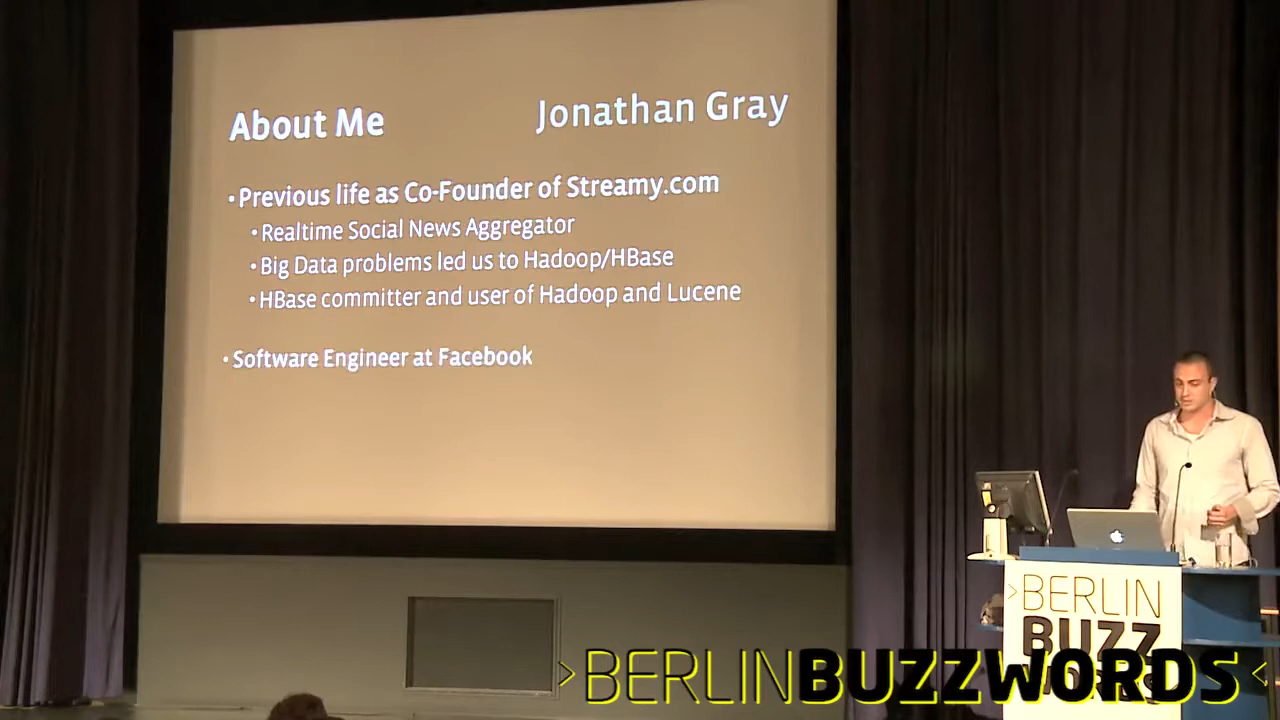 About Me
Jonathan Gray
• Previous life as Co-Founder of Streamy.com
• Realtime Social News Aggregator
• Big Data problems led us to Hadoop/HBase
• HBase committer and user of Hadoop and Lucene
• Software Engineer at Facebook
>BERLIN
BUZZ
WORDS
>BERLINBUZZWORDS<